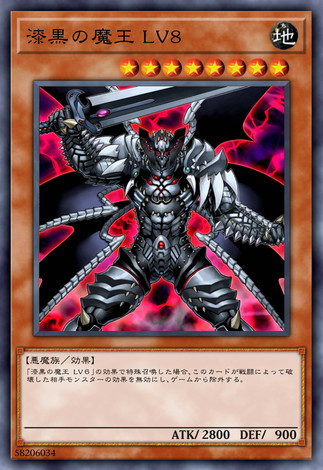 漆黒の魔王 LV8
地
【悪魔族／効果】
「漆黒の魔王 LV6」の効果で特殊召喚した場合、このカードが戦闘によって破
壊した相手モンスターの効果を無効にし、ゲームから除外する。
ATK/ 2800 DEF/ 900
58206034